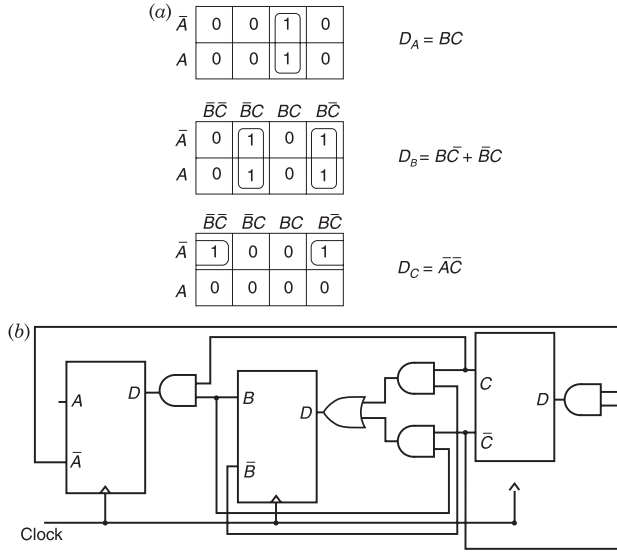 (a)
A̅ 0 0 1 0
A 0 0 1 0
D_A = BC
B̅C̅ B̅C BC BC̅
A̅ 0 1 0 1
A 0 1 0 1
D_B = BC̅ + B̅C
B̅C̅ B̅C BC BC̅
A̅ 1 0 0 1
A 0 0 0 0
D_C = A̅C̅
(b)
A D B D C D
A̅ B̅ C̅
Clock